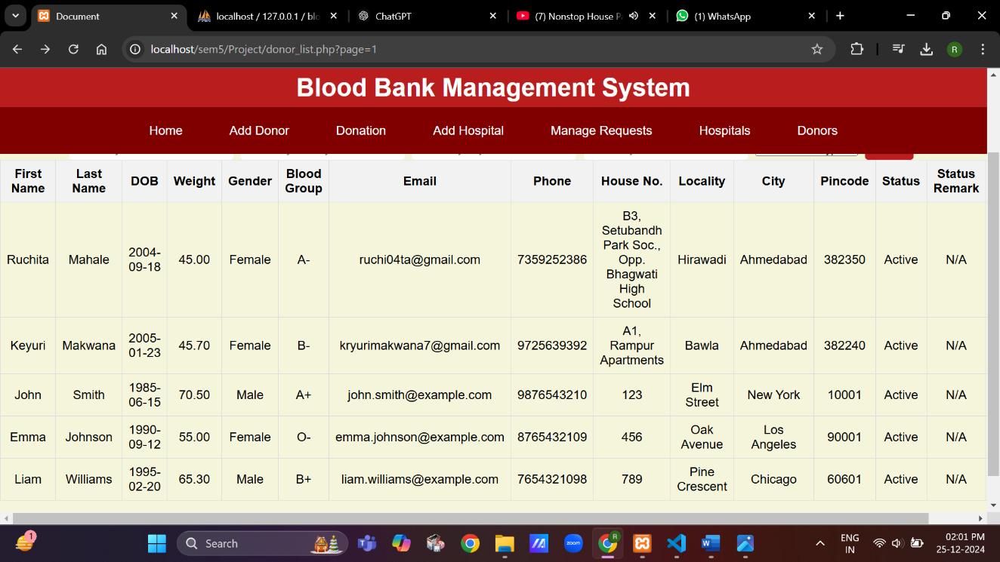 Document
localhost / 127.0.0.1 / blo
ChatGPT
(7) Nonstop House Pa
(1) WhatsApp
localhost/sem5/Project/donor_list.php?page=1
R
Blood Bank Management System
Home Add Donor Donation Add Hospital Manage Requests Hospitals Donors
First Name Last Name DOB Weight Gender Blood Group Email Phone House No. Locality City Pincode Status Status Remark
Ruchita Mahale 2004-09-18 45.00 Female A- ruchi04ta@gmail.com 7359252386 B3, Setubandh Park Soc., Opp. Bhagwati High School Hirawadi Ahmedabad 382350 Active N/A
Keyuri Makwana 2005-01-23 45.70 Female B- kryurimakwana7@gmail.com 9725639392 A1, Rampur Apartments Bawla Ahmedabad 382240 Active N/A
John Smith 1985-06-15 70.50 Male A+ john.smith@example.com 9876543210 123 Elm Street New York 10001 Active N/A
Emma Johnson 1990-09-12 55.00 Female O- emma.johnson@example.com 8765432109 456 Oak Avenue Los Angeles 90001 Active N/A
Liam Williams 1995-02-20 65.30 Male B+ liam.williams@example.com 7654321098 789 Pine Crescent Chicago 60601 Active N/A
1
Search
zoom
R
ENG
IN
02:01 PM
25-12-2024